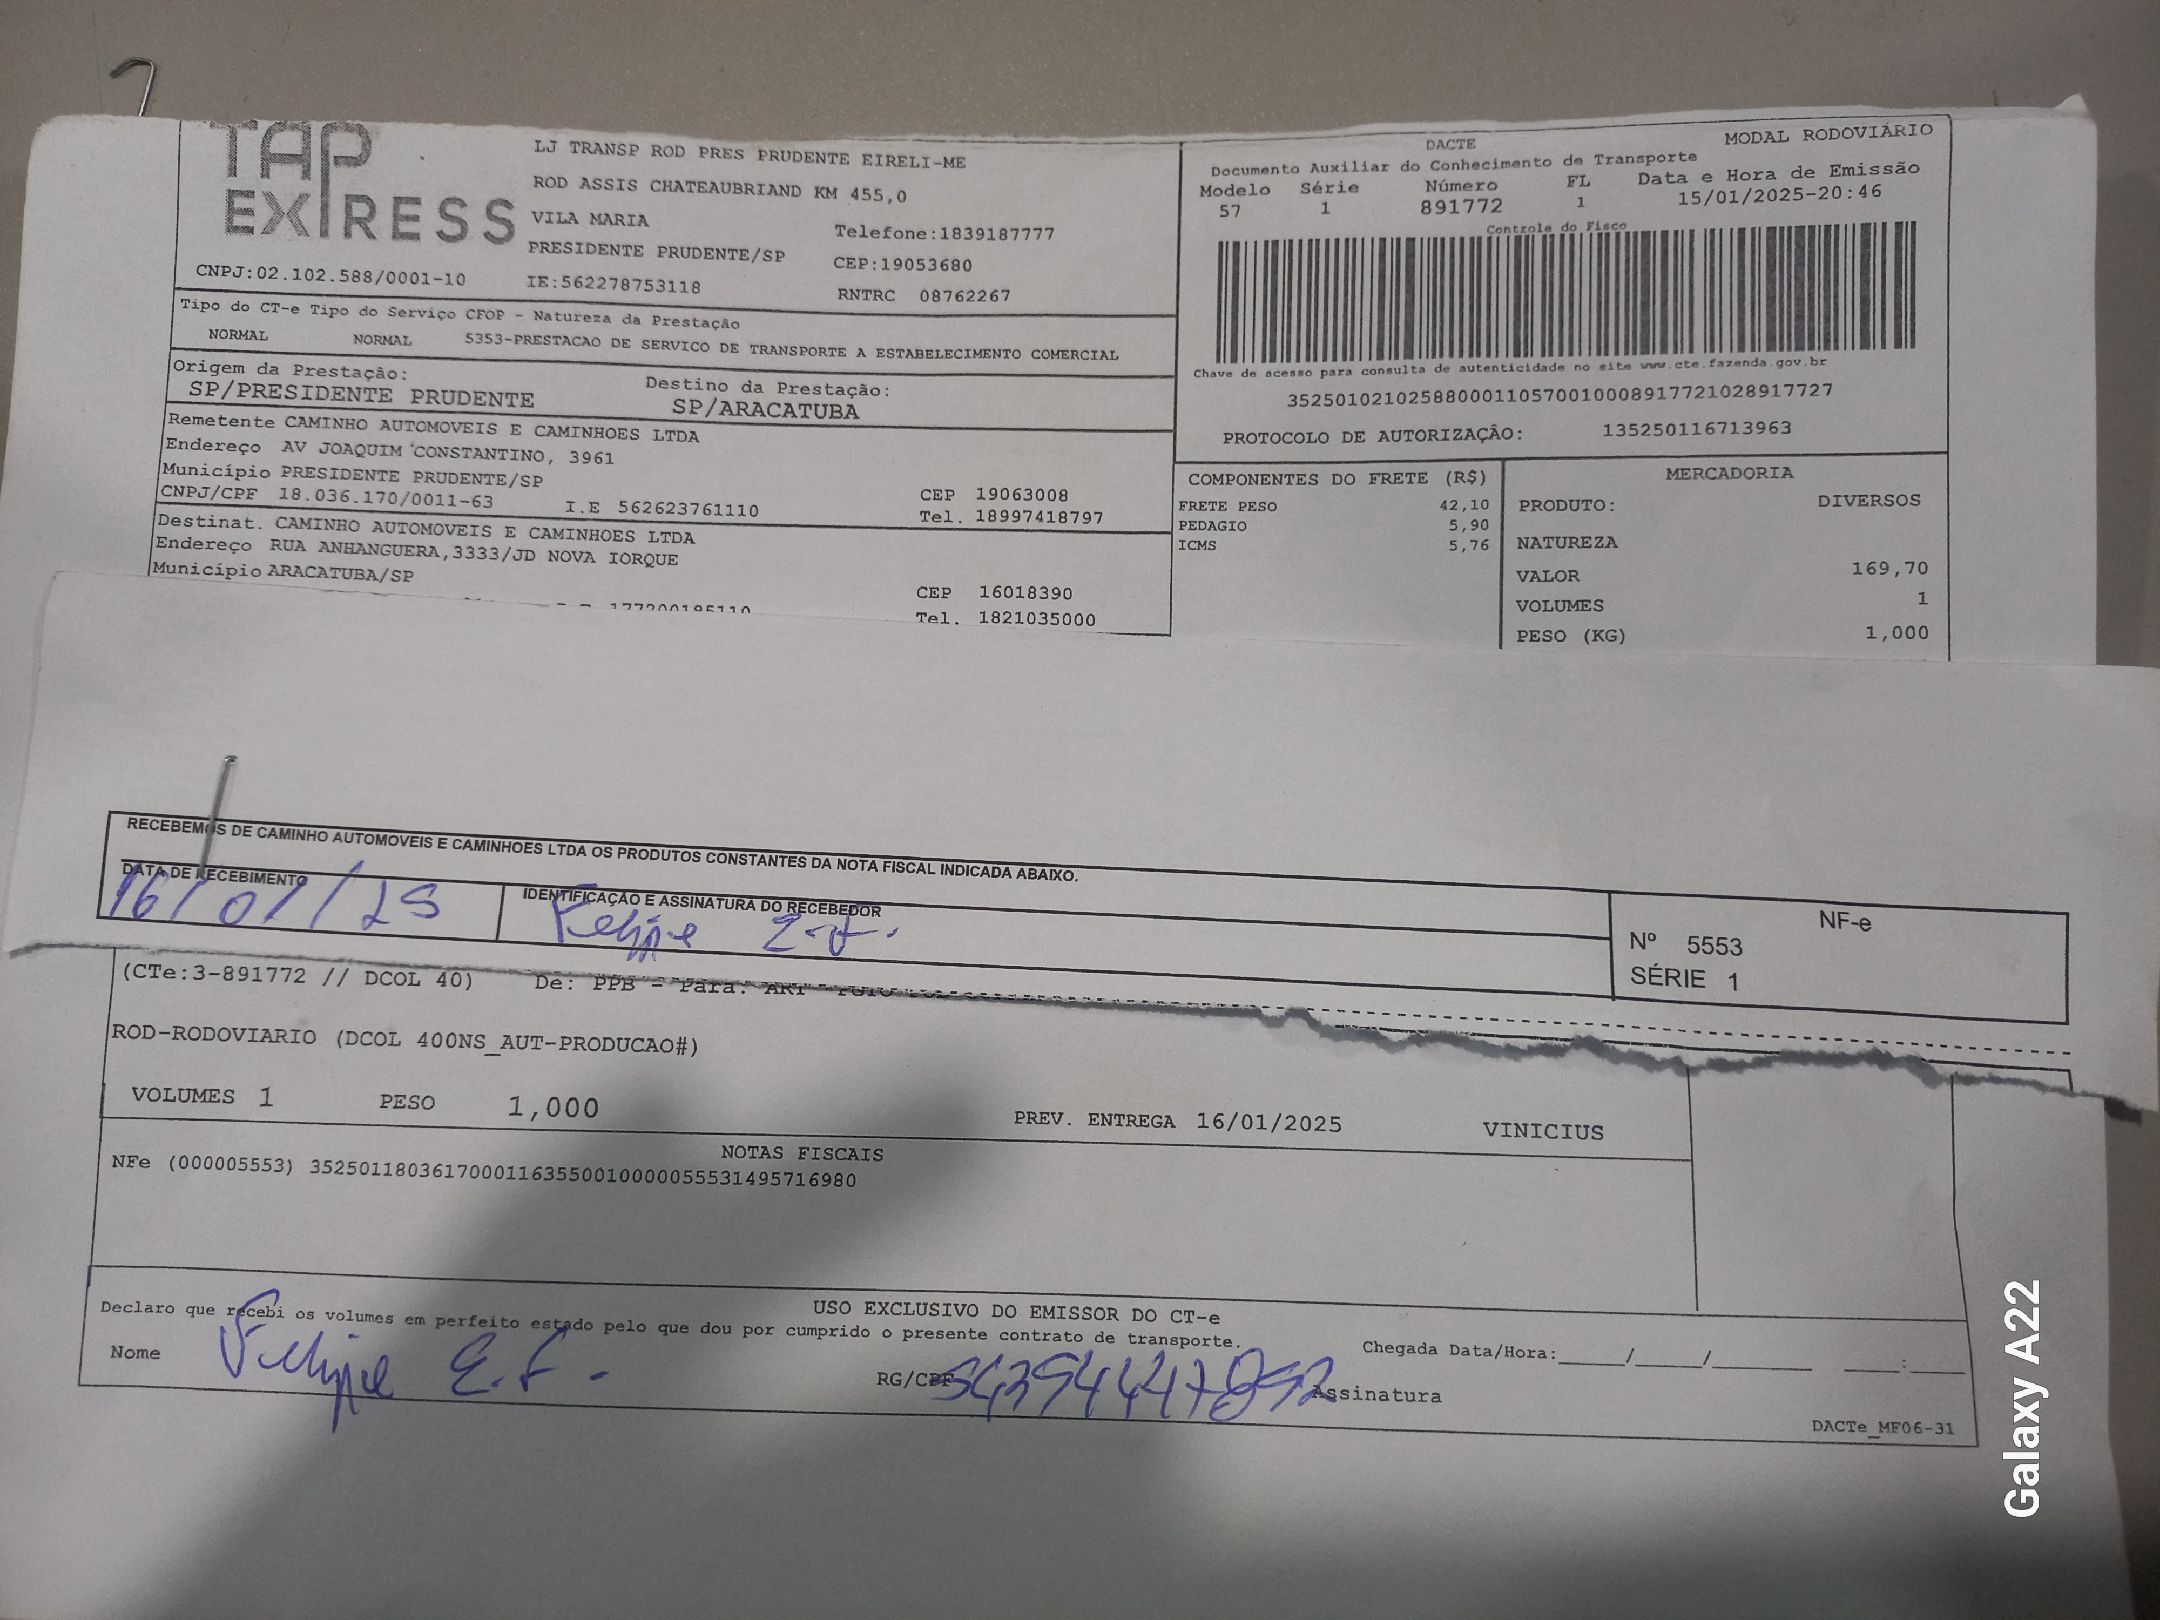 TAP
EXPRESS
LJ TRANSP ROD PRES PRUDENTE EIRELI-ME
ROD ASSIS CHATEAUBRIAND KM 455,0
VILA MARIA
Telefone:1839187777
PRESIDENTE PRUDENTE/SP
CEP:19053680
CNPJ:02.102.588/0001-10
IE:562278753118
RNTRC 08762267
DACTE
MODAL RODOVIÁRIO
Documento Auxiliar do Conhecimento de Transporte
Modelo Série Número FL Data e Hora de Emissão
57 1 891772 1 15/01/2025-20:46
Controle do Fisco
Chave de acesso para consulta de autenticidade no site www.cte.fazenda.gov.br
35250102102588000110570010008917721028917727
PROTOCOLO DE AUTORIZAÇÂO: 135250116713963
Tipo do CT-e Tipo do Serviço CFOP - Natureza da Prestação
NORMAL NORMAL 5353-PRESTACAO DE SERVICO DE TRANSPORTE A ESTABELECIMENTO COMERCIAL
Origem da Prestação: Destino da Prestação:
SP/PRESIDENTE PRUDENTE SP/ARACATUBA
Remetente CAMINHO AUTOMOVEIS E CAMINHOES LTDA
Endereço AV JOAQUIM CONSTANTINO, 3961
Município PRESIDENTE PRUDENTE/SP CEP 19063008
CNPJ/CPF 18.036.170/0011-63 I.E 562623761110 Tel. 18997418797
Destinat. CAMINHO AUTOMOVEIS E CAMINHOES LTDA
Endereço RUA ANHANGUERA,3333/JD NOVA IORQUE
Município ARACATUBA/SP CEP 16018390
Tel. 1821035000
COMPONENTES DO FRETE (R$)
FRETE PESO 42,10
PEDAGIO 5,90
ICMS 5,76
MERCADORIA
PRODUTO: DIVERSOS
NATUREZA
VALOR 169,70
VOLUMES 1
PESO (KG) 1,000
RECEBEMOS DE CAMINHO AUTOMOVEIS E CAMINHOES LTDA OS PRODUTOS CONSTANTES DA NOTA FISCAL INDICADA ABAIXO.
DATA DE RECEBIMENTO
16/01/25
IDENTIFICAÇÃO E ASSINATURA DO RECEBEDOR
Felipe E.F.
NF-e
Nº 5553
SÉRIE 1
(CTe:3-891772 // DCOL 40) De: PPB - Para: ART
ROD-RODOVIARIO (DCOL 400NS_AUT-PRODUCAO#)
VOLUMES 1 PESO 1,000 PREV. ENTREGA 16/01/2025 VINICIUS
NOTAS FISCAIS
NFe (000005553) 35250118036170001163550010000055531495716980
USO EXCLUSIVO DO EMISSOR DO CT-e
Declaro que recebi os volumes em perfeito estado pelo que dou por cumprido o presente contrato de transporte.
Chegada Data/Hora:_____/_____/________ ____:____
Nome Felipe E.F. RG/CPF Assinatura
DACTe_MF06-31
Galaxy A22